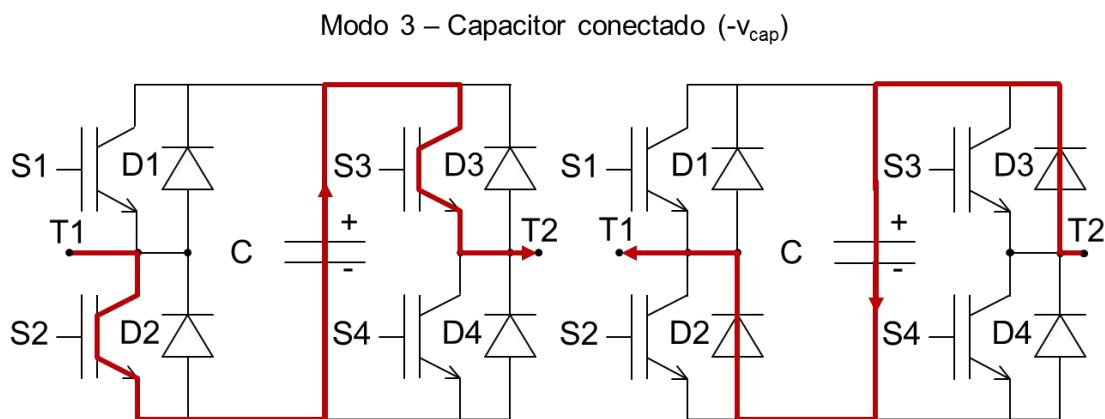 Modo 3 – Capacitor conectado (-vcap)
S1 D1 S3 D3 S1 D1 S3 D3
T1 C + - T2 T1 C + - T2
S2 D2 S4 D4 S2 D2 S4 D4